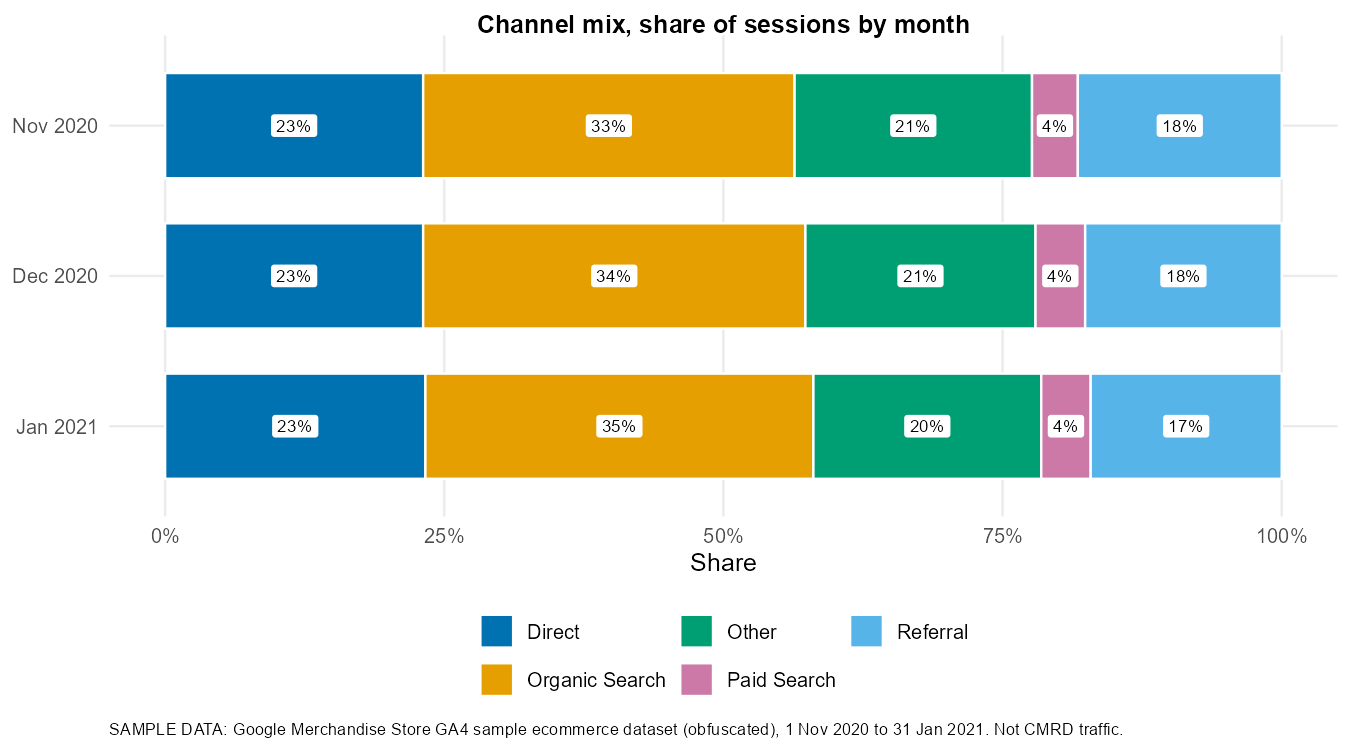 Channel mix, share of sessions by month
Nov 2020
23%
33%
21%
4%
18%
Dec 2020
23%
34%
21%
4%
18%
Jan 2021
23%
35%
20%
4%
17%
0%
25%
50%
75%
100%
Share
Direct
Other
Referral
Organic Search
Paid Search
SAMPLE DATA: Google Merchandise Store GA4 sample ecommerce dataset (obfuscated), 1 Nov 2020 to 31 Jan 2021. Not CMRD traffic.